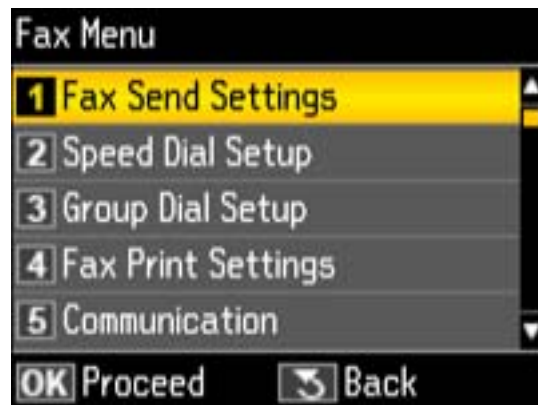 Fax Menu
1 Fax Send Settings
2 Speed Dial Setup
3 Group Dial Setup
4 Fax Print Settings
5 Communication
OK Proceed Back